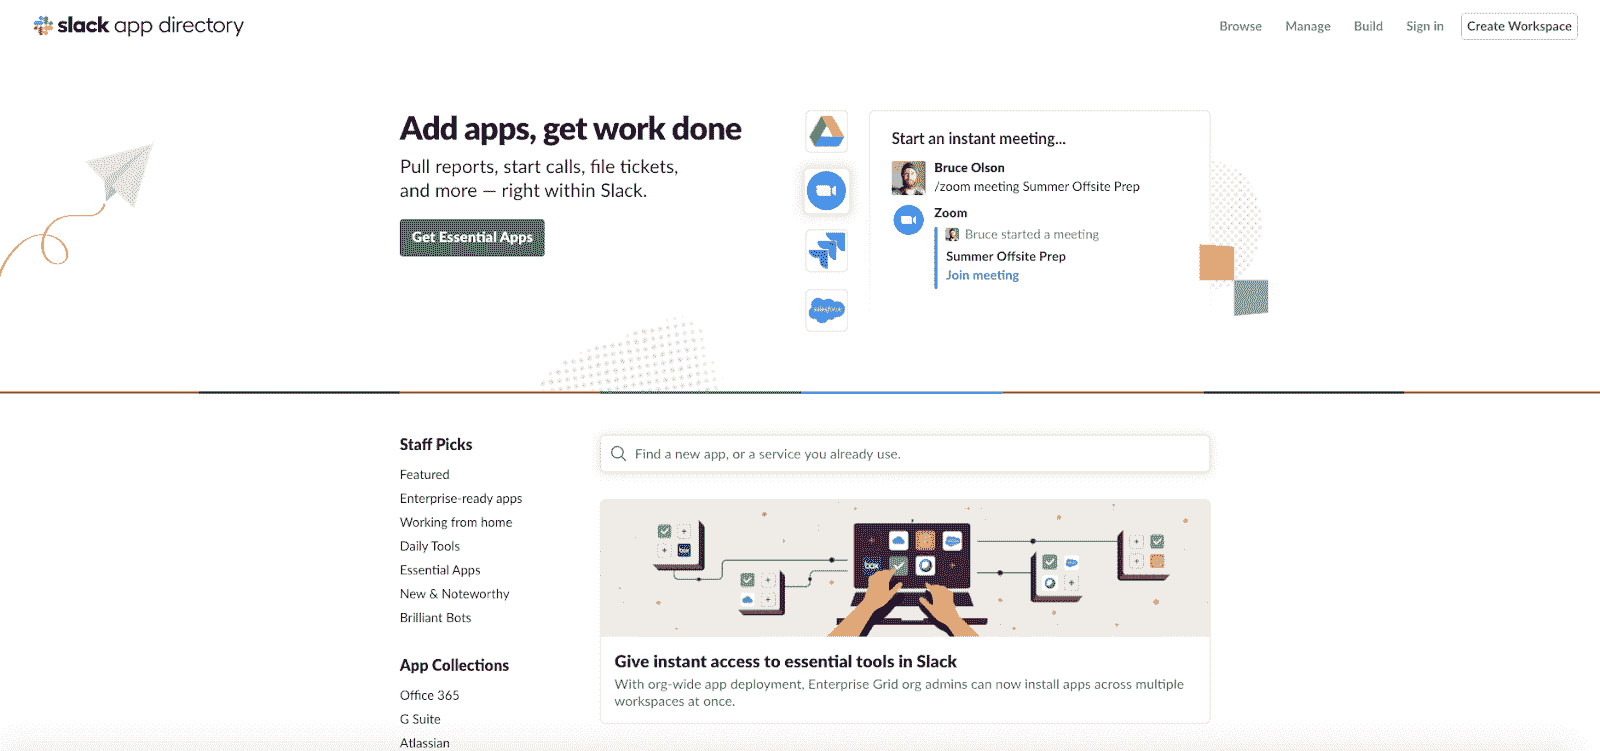 slack app directory
Browse
Manage
Build
Sign in
Create Workspace
Add apps, get work done
Pull reports, start calls, file tickets,
and more — right within Slack.
Get Essential Apps
salesforce
Start an instant meeting...
Bruce Olson
/zoom meeting Summer Offsite Prep
Zoom
Bruce started a meeting
Summer Offsite Prep
Join meeting
Staff Picks
Featured
Enterprise-ready apps
Working from home
Daily Tools
Essential Apps
New & Noteworthy
Brilliant Bots
App Collections
Office 365
G Suite
Atlassian
Find a new app, or a service you already use.
box
box
Give instant access to essential tools in Slack
With org-wide app deployment, Enterprise Grid org admins can now install apps across multiple
workspaces at once.